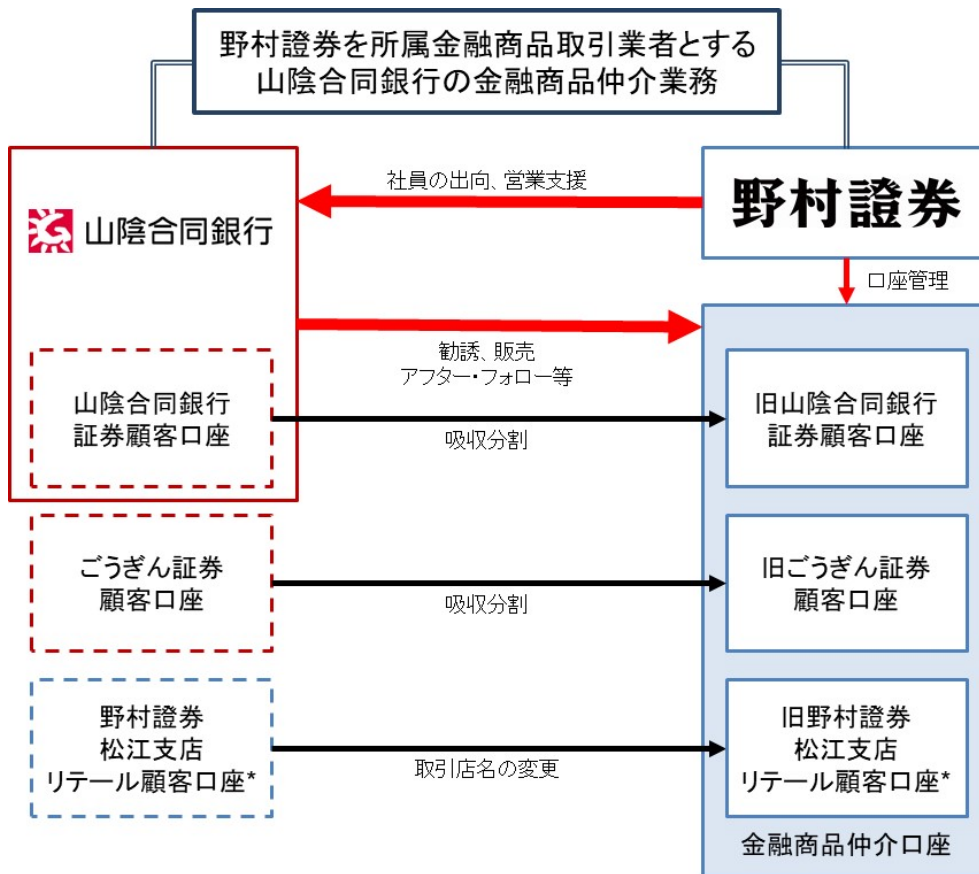 野村證券を所属金融商品取引業者とする
山陰合同銀行の金融商品仲介業務
社員の出向、営業支援
山陰合同銀行
野村證券
口座管理
勧誘、販売
アフター・フォロー等
山陰合同銀行
証券顧客口座
吸収分割
旧山陰合同銀行
証券顧客口座
ごうぎん証券
顧客口座
吸収分割
旧ごうぎん証券
顧客口座
野村證券
松江支店
リテール顧客口座*
取引店名の変更
旧野村證券
松江支店
リテール顧客口座*
金融商品仲介口座